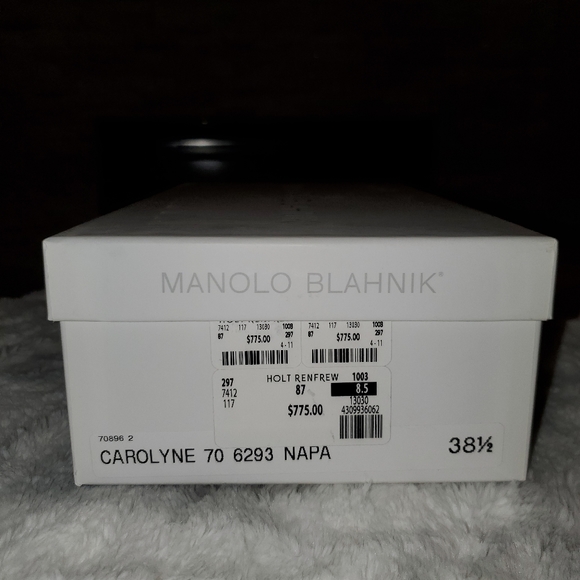 MANOLO BLAHNIK®
7412 117 13030 1003
87 297
$775.00
4-11
7412 117 13030 1003
87 297
$775.00
4-11
297 HOLT RENFREW 1003
7412 87 8.5
117 13030
$775.00 4309936062
70896 2
CAROLYNE 70 6293 NAPA 38½